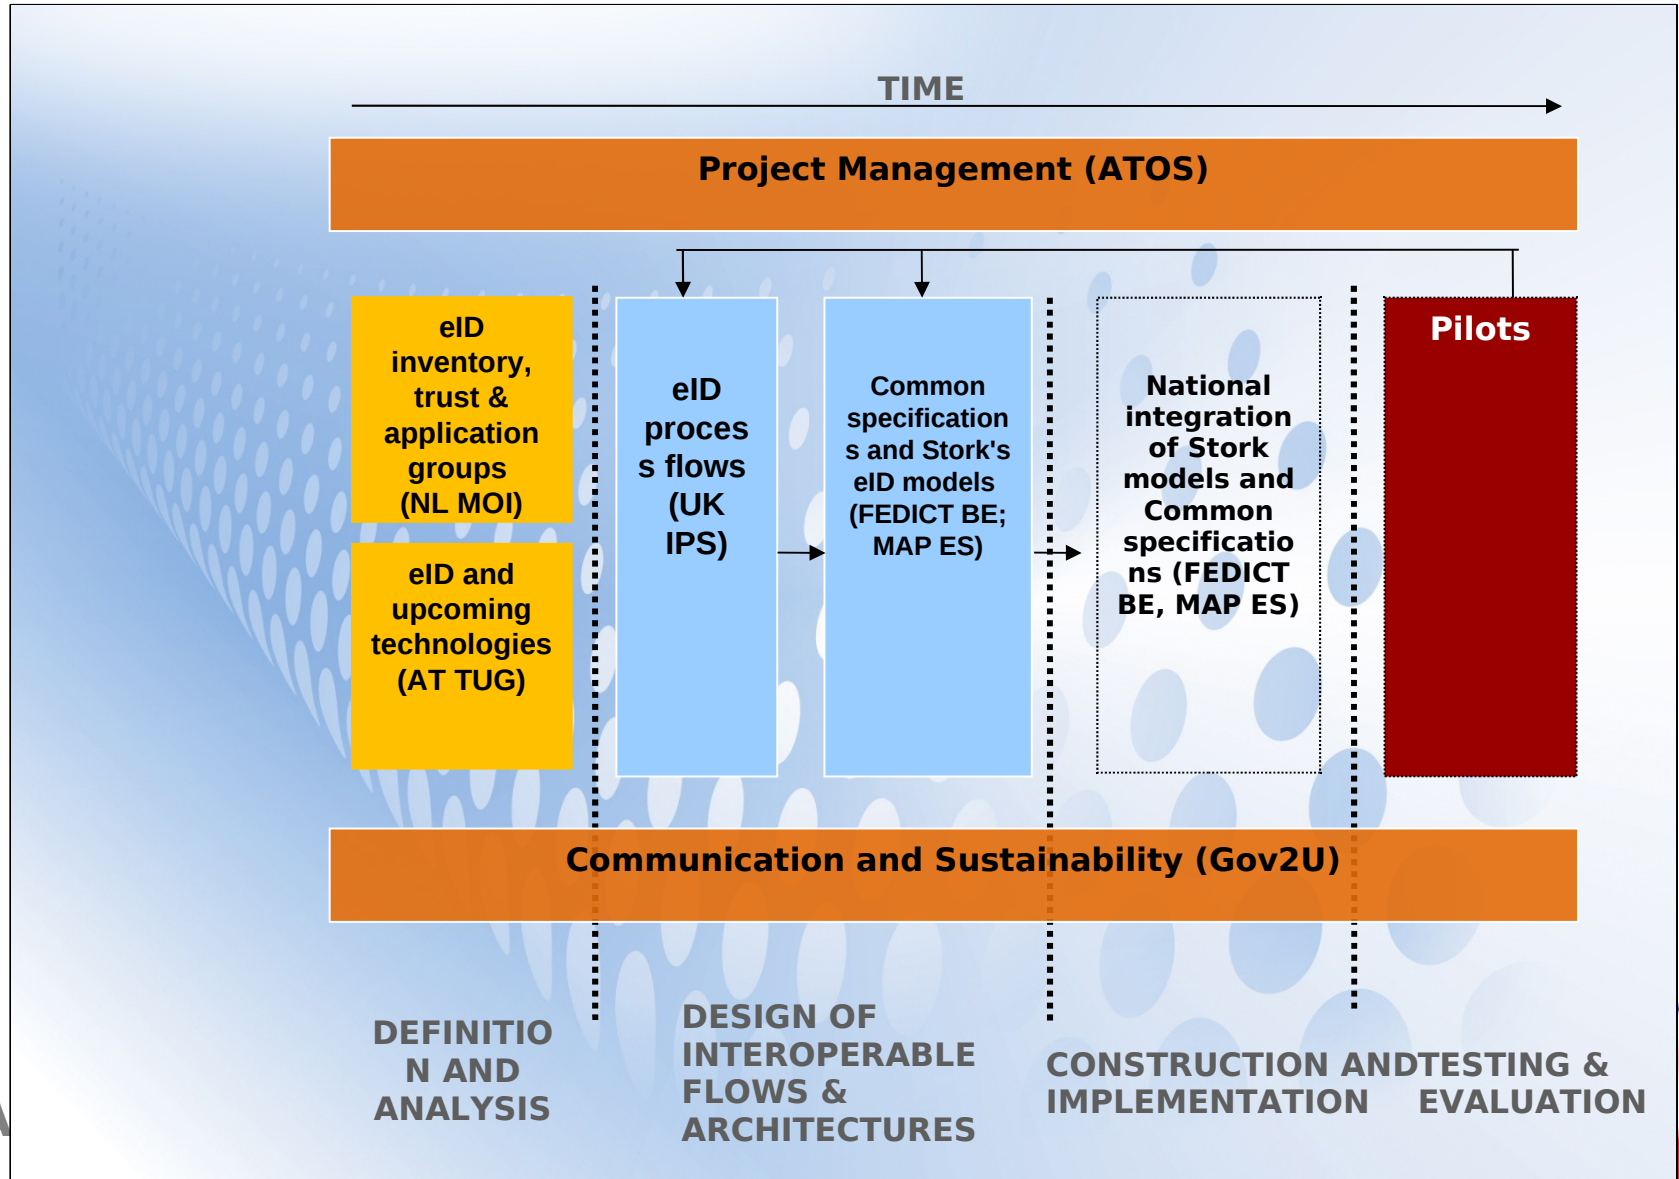 TIME
Project Management (ATOS)
eID
inventory,
trust &
application
groups
(NL MOI)
eID and
upcoming
technologies
(AT TUG)
eID
proces
s flows
(UK
IPS)
Common
specification
s and Stork's
eID models
(FEDICT BE;
MAP ES)
National
integration
of Stork
models and
Common
specificatio
ns (FEDICT
BE, MAP ES)
Pilots
Communication and Sustainability (Gov2U)
DEFINITIO
N AND
ANALYSIS
DESIGN OF
INTEROPERABLE
FLOWS &
ARCHITECTURES
CONSTRUCTION AND
IMPLEMENTATION
TESTING &
EVALUATION